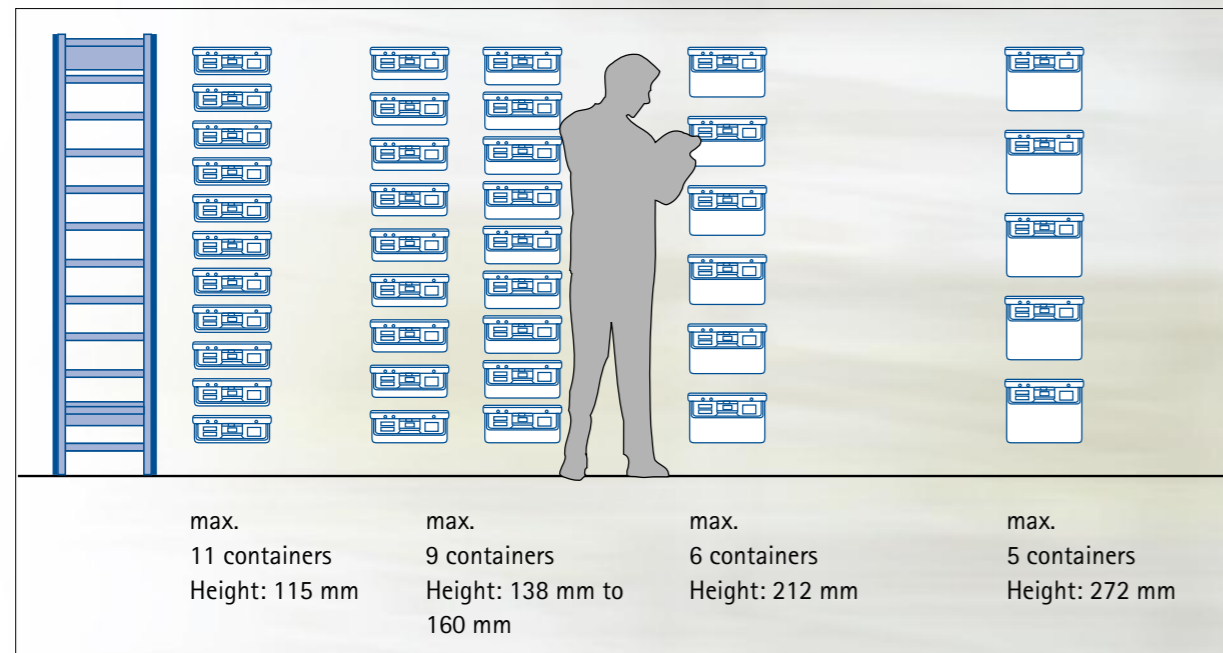 max.
11 containers
Height: 115 mm
max.
9 containers
Height: 138 mm to
160 mm
max.
6 containers
Height: 212 mm
max.
5 containers
Height: 272 mm